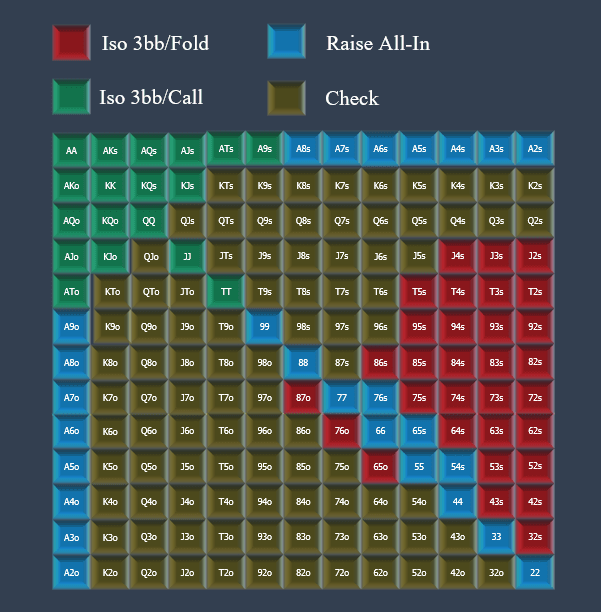 Iso 3bb/Fold Raise All-In
Iso 3bb/Call Check
AA AKs AQs AJs ATs A9s A8s A7s A6s A5s A4s A3s A2s
AKo KK KQs KJs KTs K9s K8s K7s K6s K5s K4s K3s K2s
AQo KQo QQ QJs QTs Q9s Q8s Q7s Q6s Q5s Q4s Q3s Q2s
AJo KJo QJo JJ JTs J9s J8s J7s J6s J5s J4s J3s J2s
ATo KTo QTo JTo TT T9s T8s T7s T6s T5s T4s T3s T2s
A9o K9o Q9o J9o T9o 99 98s 97s 96s 95s 94s 93s 92s
A8o K8o Q8o J8o T8o 98o 88 87s 86s 85s 84s 83s 82s
A7o K7o Q7o J7o T7o 97o 87o 77 76s 75s 74s 73s 72s
A6o K6o Q6o J6o T6o 96o 86o 76o 66 65s 64s 63s 62s
A5o K5o Q5o J5o T5o 95o 85o 75o 65o 55 54s 53s 52s
A4o K4o Q4o J4o T4o 94o 84o 74o 64o 54o 44 43s 42s
A3o K3o Q3o J3o T3o 93o 83o 73o 63o 53o 43o 33 32s
A2o K2o Q2o J2o T2o 92o 82o 72o 62o 52o 42o 32o 22